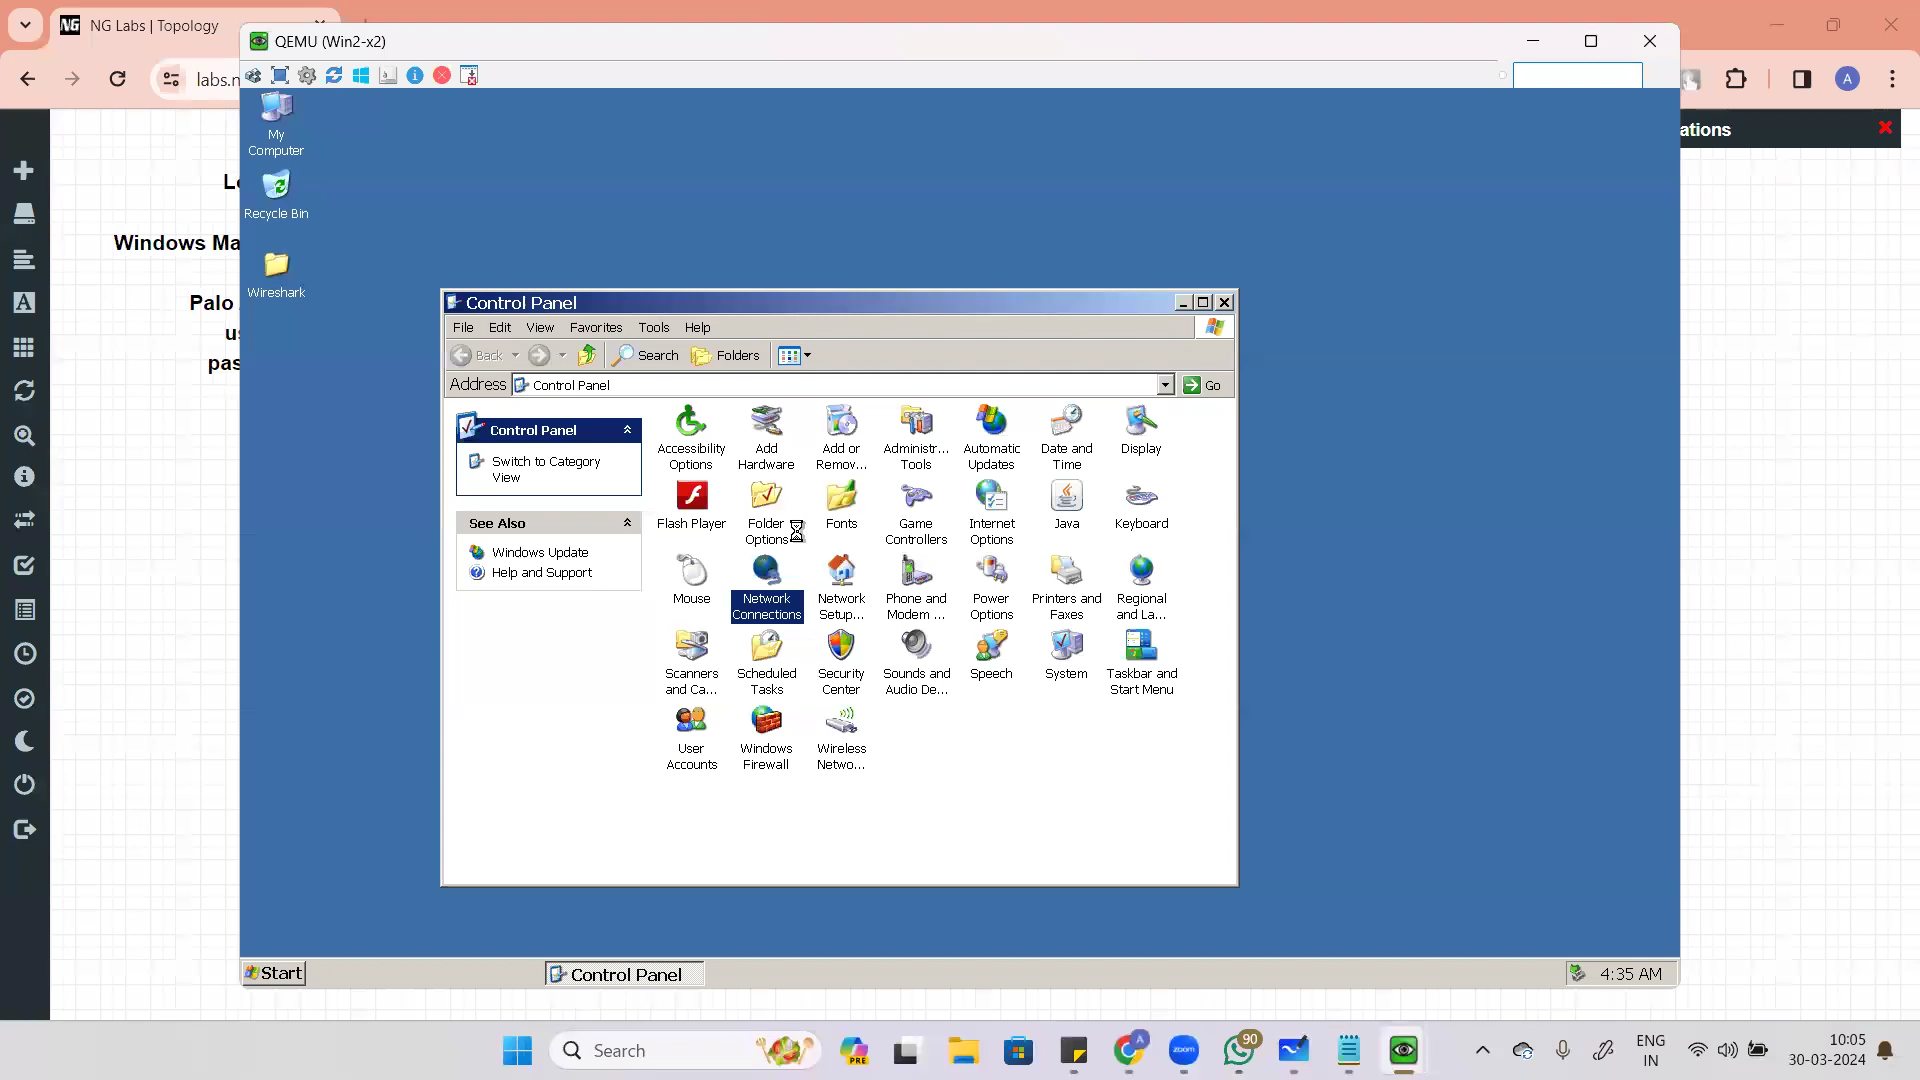 NG Labs | Topology
labs.n
QEMU (Win2-x2)
A
ations
Windows Ma
Palo
pas
My
Computer
Recycle Bin
Wireshark
Control Panel
File Edit View Favorites Tools Help
Back Search Folders
Address Control Panel Go
Control Panel
Switch to Category
View
See Also
Windows Update
Help and Support
Accessibility
Options
Add
Hardware
Add or
Remov...
Administr...
Tools
Automatic
Updates
Date and
Time
Display
Flash Player
Folder
Options
Fonts
Game
Controllers
Internet
Options
Java
Keyboard
Mouse
Network
Connections
Network
Setup...
Phone and
Modem ...
Power
Options
Printers and
Faxes
Regional
and La...
Scanners
and Ca...
Scheduled
Tasks
Security
Center
Sounds and
Audio De...
Speech
System
Taskbar and
Start Menu
User
Accounts
Windows
Firewall
Wireless
Netwo...
Start
Control Panel
4:35 AM
Search
PRE
A
zoom
90
ENG
IN
10:05
30-03-2024